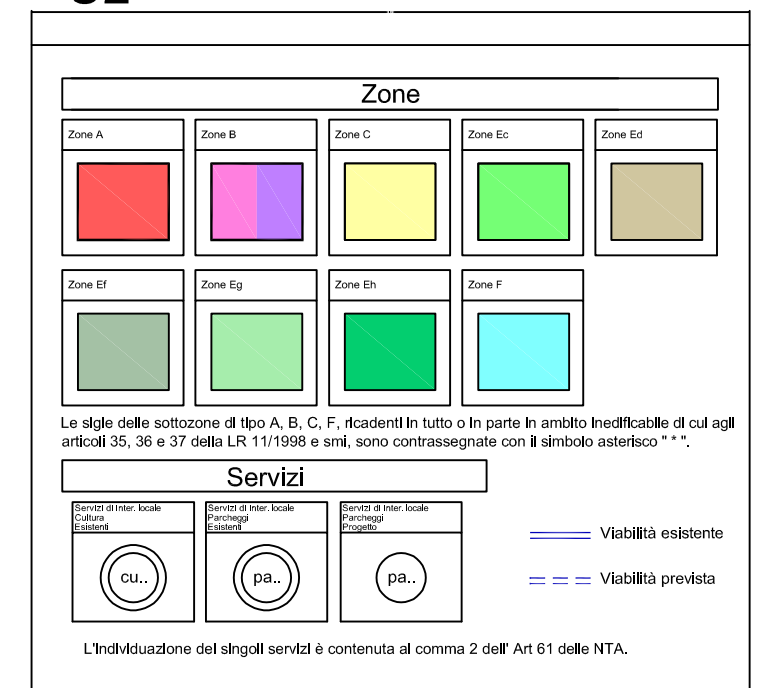 Zone
Zone A
Zone B
Zone C
Zone Ec
Zone Ed
Zone Ef
Zone Eg
Zone Eh
Zone F
Le sigle delle sottozone di tipo A, B, C, F, ricadenti in tutto o in parte in ambito inedificabile di cui agli
articoli 35, 36 e 37 della LR 11/1998 e smi, sono contrassegnate con il simbolo asterisco " * ".
Servizi
Servizi di inter. locale
Cultura
Esistenti
cu..
Servizi di inter. locale
Parcheggi
Esistenti
pa..
Servizi di inter. locale
Parcheggi
Progetto
pa..
Viabilità esistente
Viabilità prevista
L'individuazione dei singoli servizi è contenuta al comma 2 dell' Art 61 delle NTA.